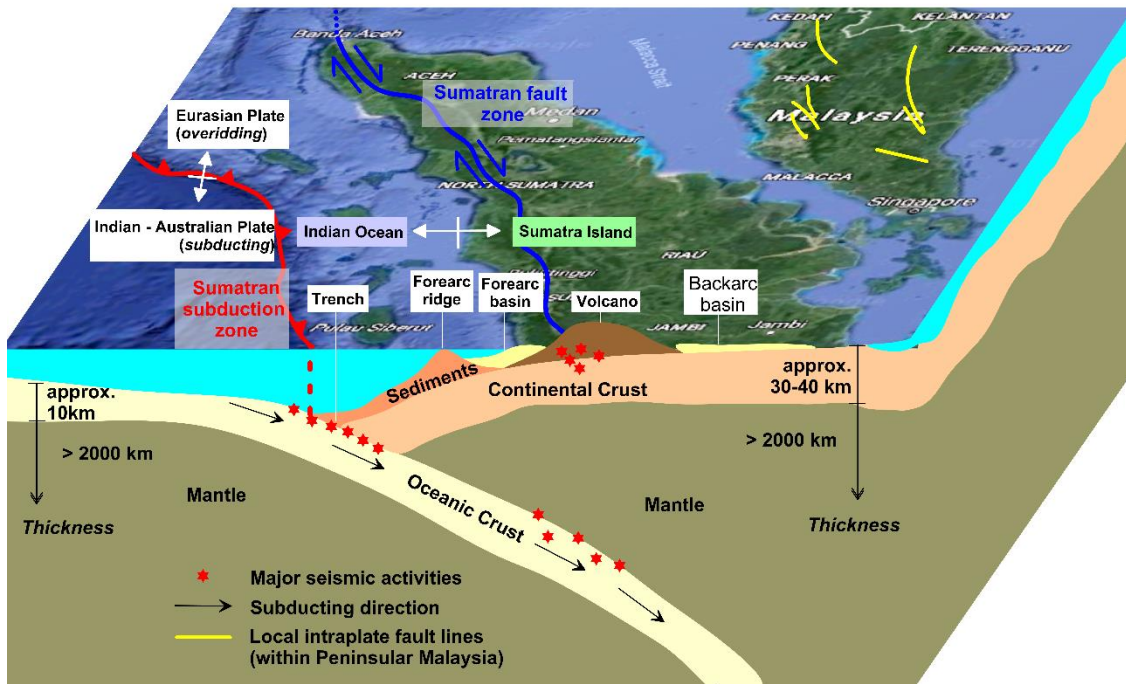 KEDAH
KELANTAN
Banda Aceh
PENANG
TERENGGANU
ACEH
Malacca Strait
PERAK
Sumatran fault
zone
Medan
Malaysia
Eurasian Plate
(overidding)
Pematangsiantar
MALACCA
NORTH SUMATRA
Singapore
Indian - Australian Plate
(subducting)
Indian Ocean
Sumatra Island
RIAU
Sumatran
subduction
zone
Trench
Forearc
ridge
Forearc
basin
Volcano
Backarc
basin
Pulau Siberut
JAMBI
Jambi
approx.
10km
Sediments
Continental Crust
approx.
30-40 km
> 2000 km
> 2000 km
Mantle
Oceanic Crust
Mantle
Thickness
Thickness
Major seismic activities
Subducting direction
Local intraplate fault lines
(within Peninsular Malaysia)